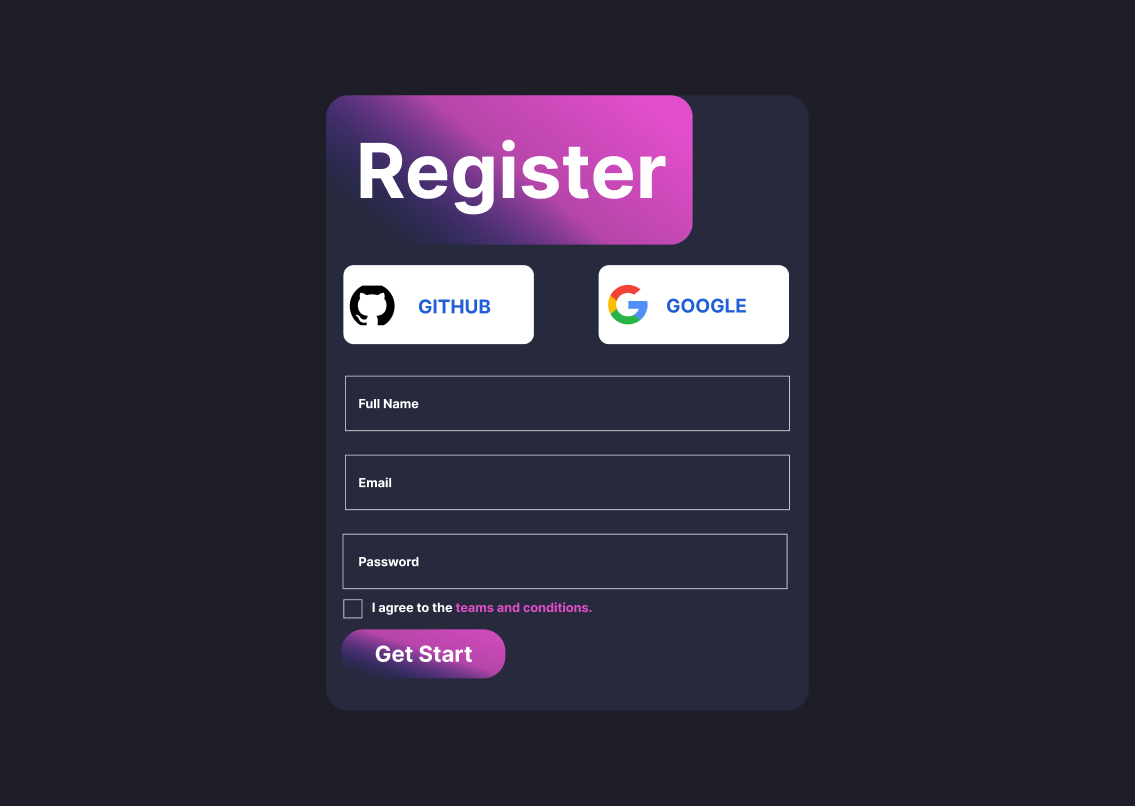 Register
GITHUB
GOOGLE
Full Name
Email
Password
I agree to the teams and conditions.
Get Start